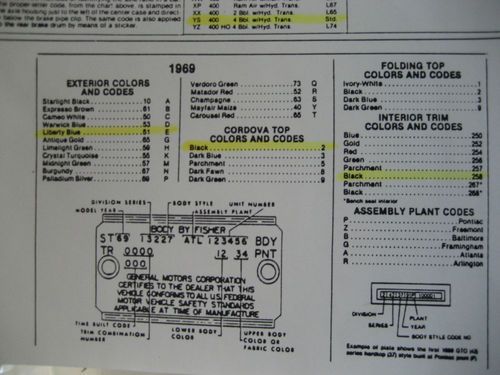 proper-letter code, from the chart above, is stamped in
axle housing just to the left of the center case and direct-
below the brake pipe clip. The same code is also applied
the rear brake drum by means of a sticker.
XP 400 Ram Air w/Hyd. Trans. L67
XX 400 2 Bbl. w/Hyd. Trans. L65
YS 400 4 Bbl. w/Hyd. Trans. Std.
YZ 400 HO 4 Bbl. w/Hyd. Trans. L74
1969
EXTERIOR COLORS
AND CODES
Starlight Black 10 A
Espresso Brown 61 B
Cameo White 50 C
Warwick Blue 53 D
Liberty Blue 51 E
Antique Gold 65 G
Limelight Green 59 H
Crystal Turquoise 55 K
Midnight Green 57 M
Burgundy 67 N
Palladium Silver 69 P
Verdoro Green 73 Q
Matador Red 52 R
Champagne 63 S
Mayfair Maize 40 Y
Carousel Red 65 T
CORDOVA TOP
COLORS AND CODES
Black
Dark Blue 3
Parchment 5
Dark Fawn 8
Dark Green 9
FOLDING TOP
COLORS AND CODES
Ivory-White 1
Black 2
Dark Blue 3
Dark Green 9
INTERIOR TRIM
COLORS AND CODES
Blue 250
Gold 252
Red 254
Green 256
Parchment 257
Black 258
Parchment 267*
Black 268*
*Bench seat interior
ASSEMBLY PLANT CODES
P Pontiac
Z Freemont
B Baltimore
G Framingham
A Atlanta
R Arlington
DIVISION SERIES
BODY STYLE
UNIT NUMBER
MODEL YEAR
ASSEMBLY PLANT
BODY BY FISHER
ST 69 13227 ATL 123456 BDY
TR 0000 12 34 PNT
000
GENERAL MOTORS CORPORATION
CERTIFIES TO THE DEALER THAT THIS
VEHICLE CONFORMS TO ALL U.S. FEDERAL
MOTOR VEHICLE SAFETY STANDARDS
APPLICABLE AT TIME OF MANUFACTURE
TIME BUILT CODE
TRIM COMBINATION
NUMBER
LOWER BODY
COLOR
UPPER BODY
COLOR OR
FABRIC COLOR
DIVISION
SERIES
PLANT
YEAR
BODY STYLE CODE NO
Example of plate shows the first 1969 GTO (42)
series hardtop (37) style built at Pontiac plant (P)